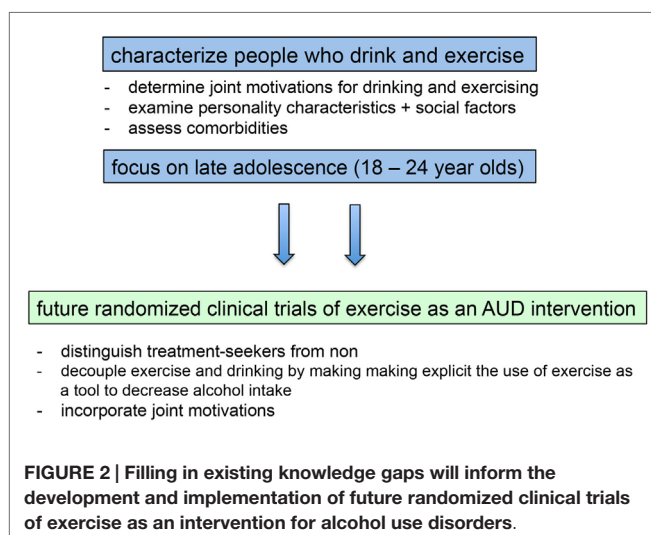 characterize people who drink and exercise
- determine joint motivations for drinking and exercising
- examine personality characteristics + social factors
- assess comorbidities
focus on late adolescence (18 – 24 year olds)
future randomized clinical trials of exercise as an AUD intervention
- distinguish treatment-seekers from non
- decouple exercise and drinking by making making explicit the use of exercise as
a tool to decrease alcohol intake
- incorporate joint motivations
FIGURE 2 | Filling in existing knowledge gaps will inform the
development and implementation of future randomized clinical trials
of exercise as an intervention for alcohol use disorders.